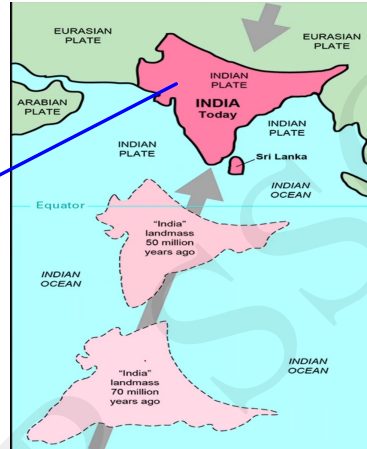 EURASIAN
PLATE
EURASIAN
PLATE
INDIAN
PLATE
ARABIAN
PLATE
INDIA
Today
INDIAN
PLATE
INDIAN
PLATE
Sri Lanka
INDIAN
OCEAN
Equator
"India"
landmass
50 million
years ago
INDIAN
OCEAN
"India"
landmass
70 million
years ago
INDIAN
OCEAN